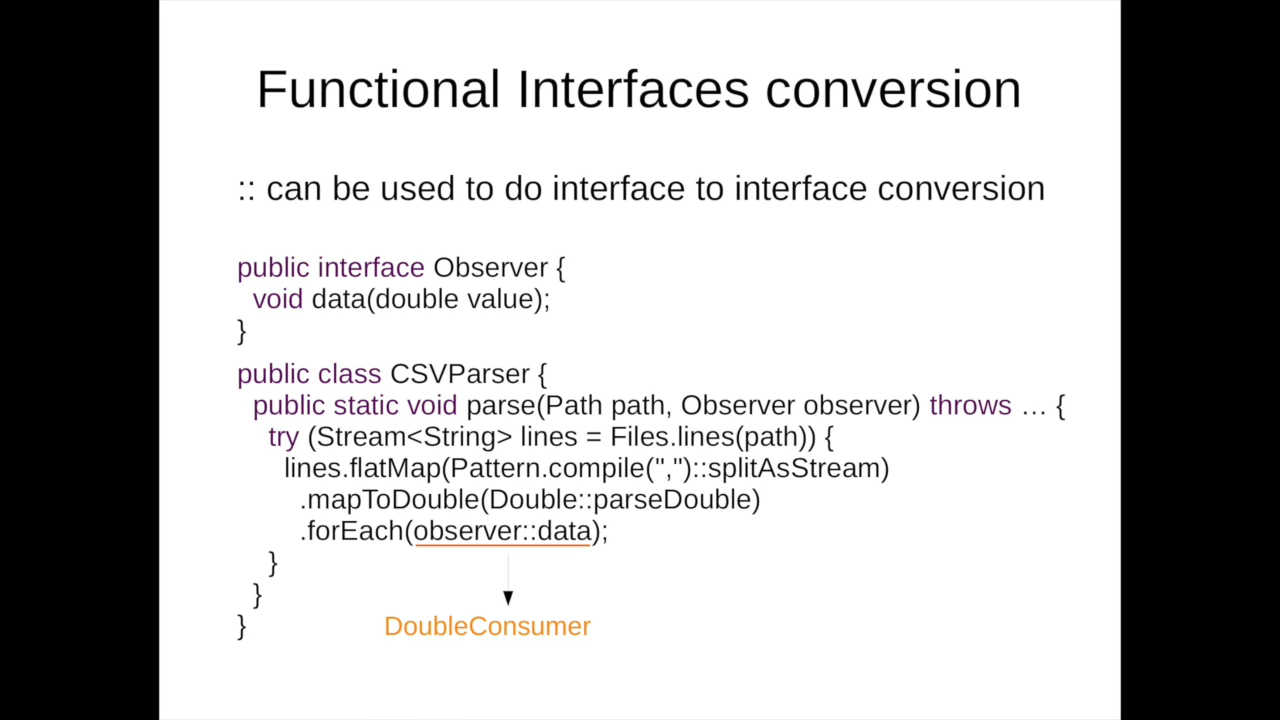 Functional Interfaces conversion
:: can be used to do interface to interface conversion
public interface Observer {
void data(double value);
}
public class CSVParser {
public static void parse(Path path, Observer observer) throws … {
try (Stream<String> lines = Files.lines(path)) {
lines.flatMap(Pattern.compile(",")::splitAsStream)
.mapToDouble(Double::parseDouble)
.forEach(observer::data);
}
}
}
DoubleConsumer